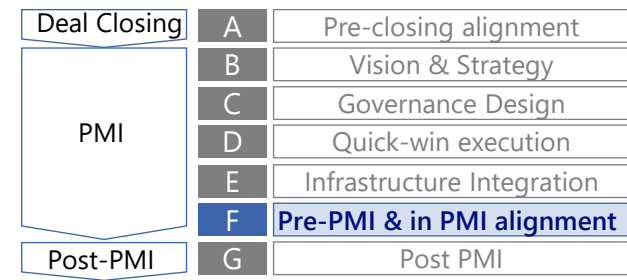 Deal Closing
A Pre-closing alignment
B Vision & Strategy
C Governance Design
PMI
D Quick-win execution
E Infrastructure Integration
F Pre-PMI & in PMI alignment
Post-PMI
G Post PMI